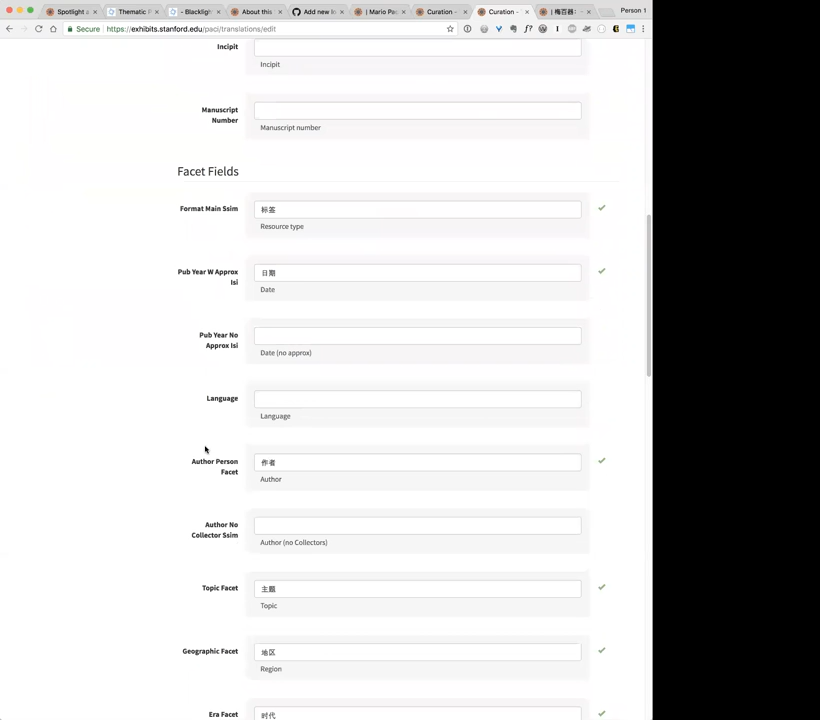 Spotlight a
Thematic P
- Blackligh
About this
Add new In
| Mario Pac
Curation -
Curation -
| 梅百器: -
Person 1
Secure
https://exhibits.stanford.edu/paci/translations/edit
Incipit
Incipit
Manuscript
Number
Manuscript number
Facet Fields
Format Main Ssim
标签
Resource type
Pub Year W Approx
Isi
日期
Date
Pub Year No
Approx Isi
Date (no approx)
Language
Language
Author Person
Facet
作者
Author
Author No
Collector Ssim
Author (no Collectors)
Topic Facet
主题
Topic
Geographic Facet
地区
Region
Era Facet
时代